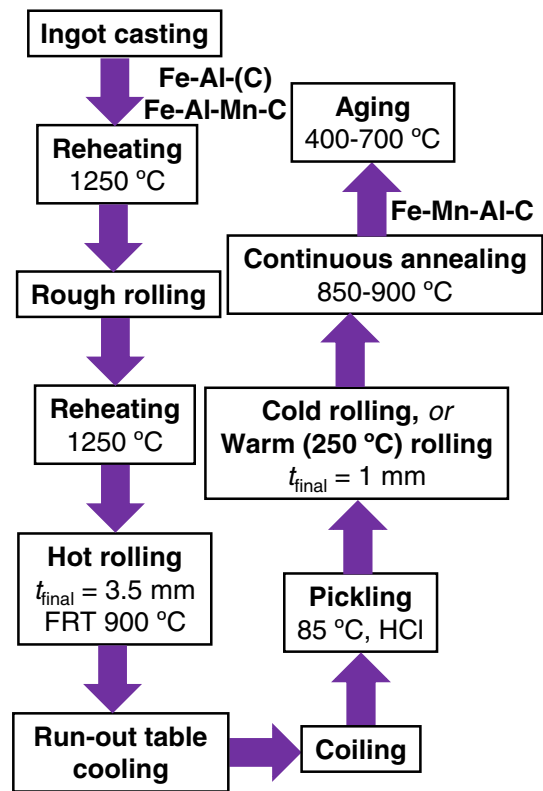 Ingot casting
Fe-Al-(C)
Fe-Al-Mn-C
Reheating
1250 ºC
Rough rolling
Reheating
1250 ºC
Hot rolling
t_final = 3.5 mm
FRT 900 ºC
Run-out table
cooling
Coiling
Pickling
85 ºC, HCl
Cold rolling, or
Warm (250 ºC) rolling
t_final = 1 mm
Continuous annealing
850-900 ºC
Fe-Mn-Al-C
Aging
400-700 ºC